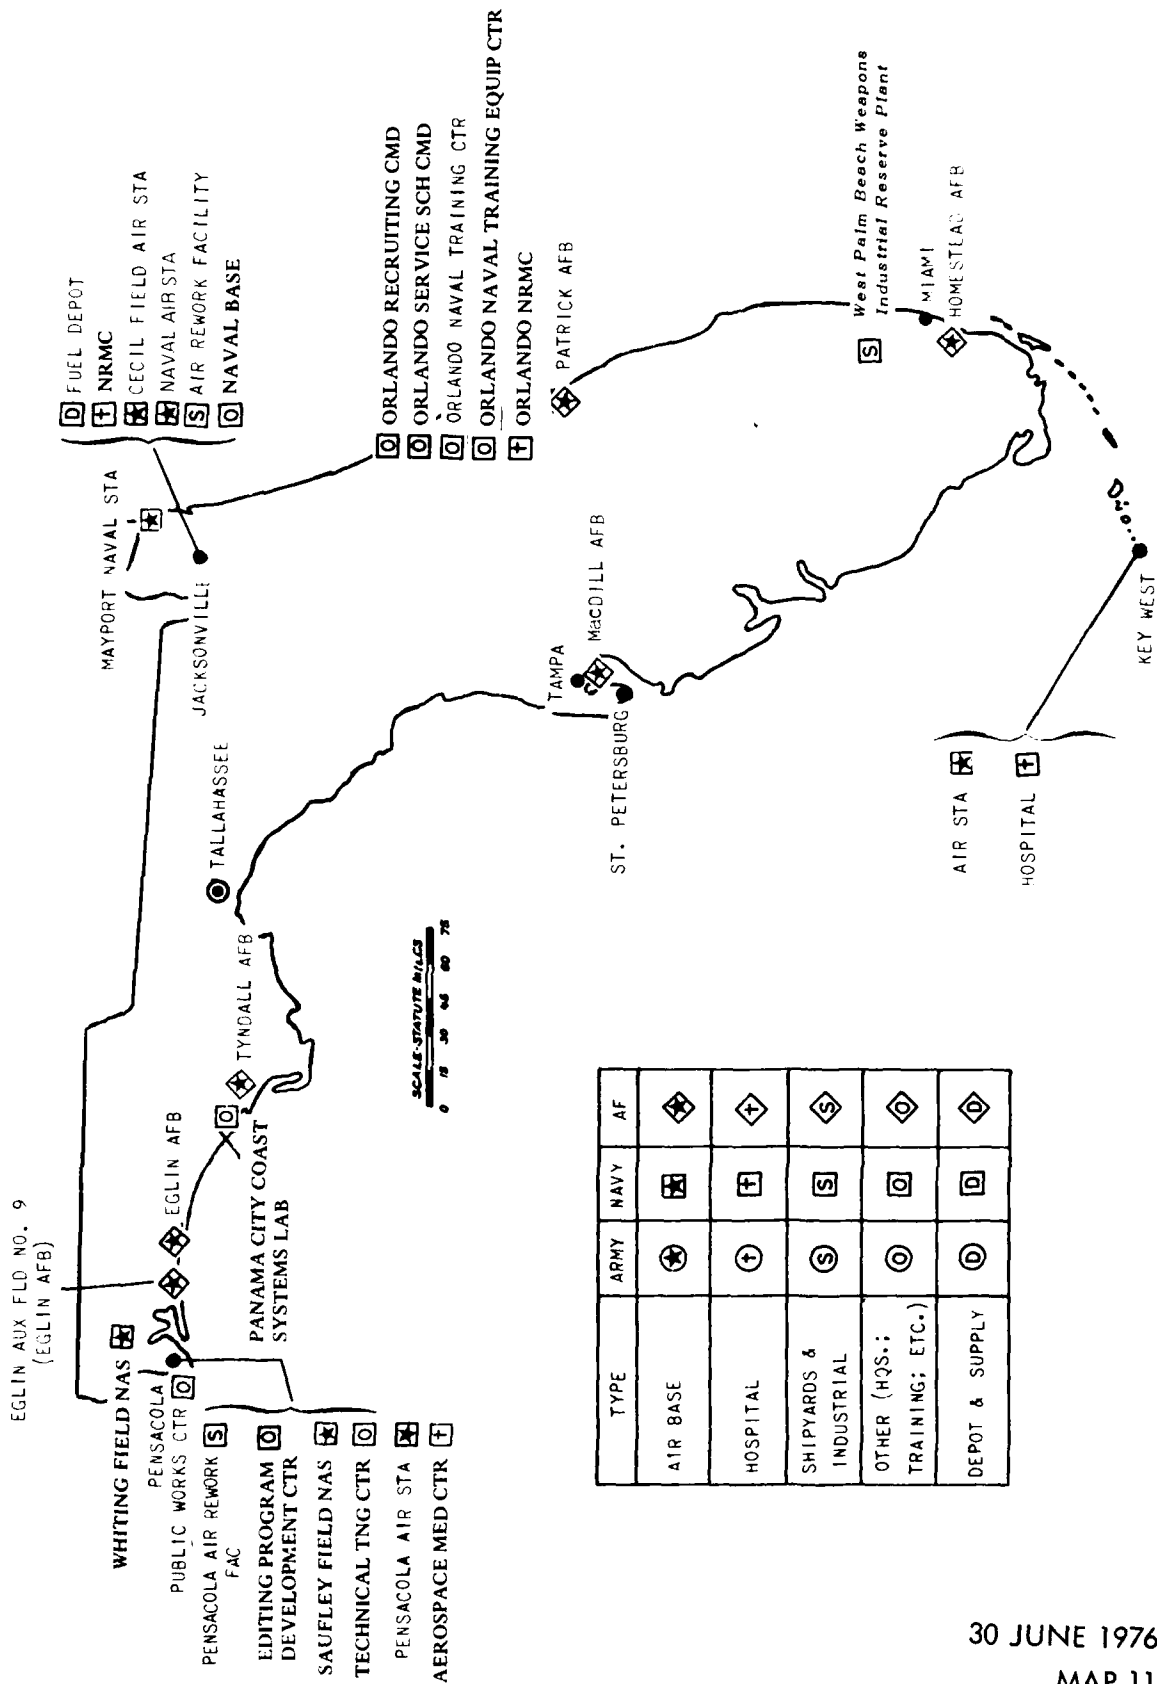 EGLIN AUX FLD NO. 9
(EGLIN AFB)
WHITING FIELD NAS
PENSACOLA
PUBLIC WORKS CTR O
PENSACOLA AIR REWORK S
FAC
EDITING PROGRAM O
DEVELOPMENT CTR
SAUFLEY FIELD NAS
TECHNICAL TNG CTR O
PENSACOLA AIR STA
AEROSPACE MED CTR
EGLIN AFB
O
PANAMA CITY COAST
SYSTEMS LAB
TYNDALL AFB
TALLAHASSEE
JACKSONVILLE
MAYPORT NAVAL STA
D FUEL DEPOT
NRMC
CECIL FIELD AIR STA
NAVAL AIR STA
S AIR REWORK FACILITY
O NAVAL BASE
O ORLANDO RECRUITING CMD
O ORLANDO SERVICE SCH CMD
O ORLANDO NAVAL TRAINING CTR
O ORLANDO NAVAL TRAINING EQUIP CTR
ORLANDO NRMC
PATRICK AFB
TAMPA
MacDILL AFB
ST. PETERSBURG
S West Palm Beach Weapons
Industrial Reserve Plant
MIAMI
HOMESTEAD AFB
KEY WEST
AIR STA
HOSPITAL
SCALE-STATUTE MILES
0 15 30 45 60 75
TYPE ARMY NAVY AF
AIR BASE
HOSPITAL
SHIPYARDS & S S S
INDUSTRIAL
OTHER (HQS.; O O O
TRAINING; ETC.)
DEPOT & SUPPLY D D D
30 JUNE 1976
MAP 11